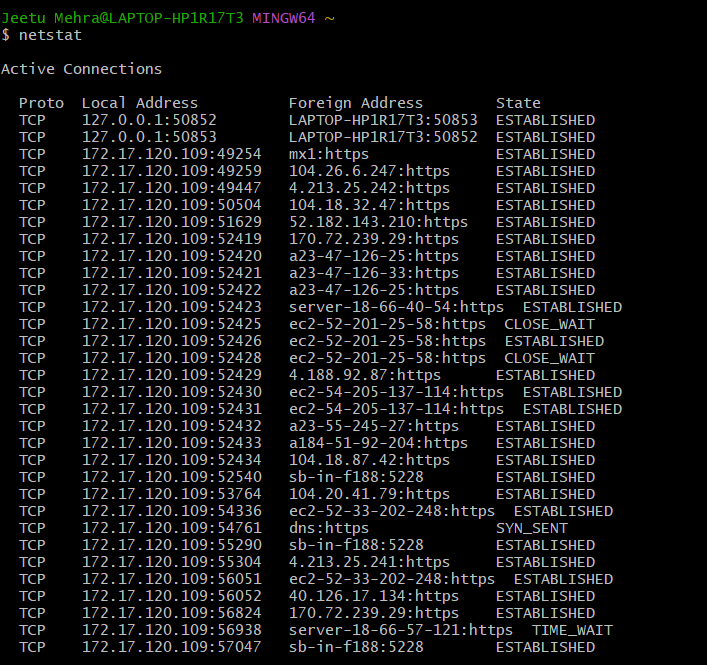 Jeetu Mehra@LAPTOP-HP1R17T3 MINGW64 ~
$ netstat
Active Connections
Proto  Local Address          Foreign Address        State
TCP    127.0.0.1:50852        LAPTOP-HP1R17T3:50853  ESTABLISHED
TCP    127.0.0.1:50853        LAPTOP-HP1R17T3:50852  ESTABLISHED
TCP    172.17.120.109:49254   mx1:https              ESTABLISHED
TCP    172.17.120.109:49259   104.26.6.247:https     ESTABLISHED
TCP    172.17.120.109:49447   4.213.25.242:https     ESTABLISHED
TCP    172.17.120.109:50504   104.18.32.47:https     ESTABLISHED
TCP    172.17.120.109:51629   52.182.143.210:https   ESTABLISHED
TCP    172.17.120.109:52419   170.72.239.29:https    ESTABLISHED
TCP    172.17.120.109:52420   a23-47-126-25:https    ESTABLISHED
TCP    172.17.120.109:52421   a23-47-126-33:https    ESTABLISHED
TCP    172.17.120.109:52422   a23-47-126-25:https    ESTABLISHED
TCP    172.17.120.109:52423   server-18-66-40-54:https  ESTABLISHED
TCP    172.17.120.109:52425   ec2-52-201-25-58:https  CLOSE_WAIT
TCP    172.17.120.109:52426   ec2-52-201-25-58:https  ESTABLISHED
TCP    172.17.120.109:52428   ec2-52-201-25-58:https  CLOSE_WAIT
TCP    172.17.120.109:52429   4.188.92.87:https      ESTABLISHED
TCP    172.17.120.109:52430   ec2-54-205-137-114:https  ESTABLISHED
TCP    172.17.120.109:52431   ec2-54-205-137-114:https  ESTABLISHED
TCP    172.17.120.109:52432   a23-55-245-27:https    ESTABLISHED
TCP    172.17.120.109:52433   a184-51-92-204:https   ESTABLISHED
TCP    172.17.120.109:52434   104.18.87.42:https     ESTABLISHED
TCP    172.17.120.109:52540   sb-in-f188:5228        ESTABLISHED
TCP    172.17.120.109:53764   104.20.41.79:https     ESTABLISHED
TCP    172.17.120.109:54336   ec2-52-33-202-248:https  ESTABLISHED
TCP    172.17.120.109:54761   dns:https              SYN_SENT
TCP    172.17.120.109:55290   sb-in-f188:5228        ESTABLISHED
TCP    172.17.120.109:55304   4.213.25.241:https     ESTABLISHED
TCP    172.17.120.109:56051   ec2-52-33-202-248:https  ESTABLISHED
TCP    172.17.120.109:56052   40.126.17.134:https    ESTABLISHED
TCP    172.17.120.109:56824   170.72.239.29:https    ESTABLISHED
TCP    172.17.120.109:56938   server-18-66-57-121:https  TIME_WAIT
TCP    172.17.120.109:57047   sb-in-f188:5228        ESTABLISHED